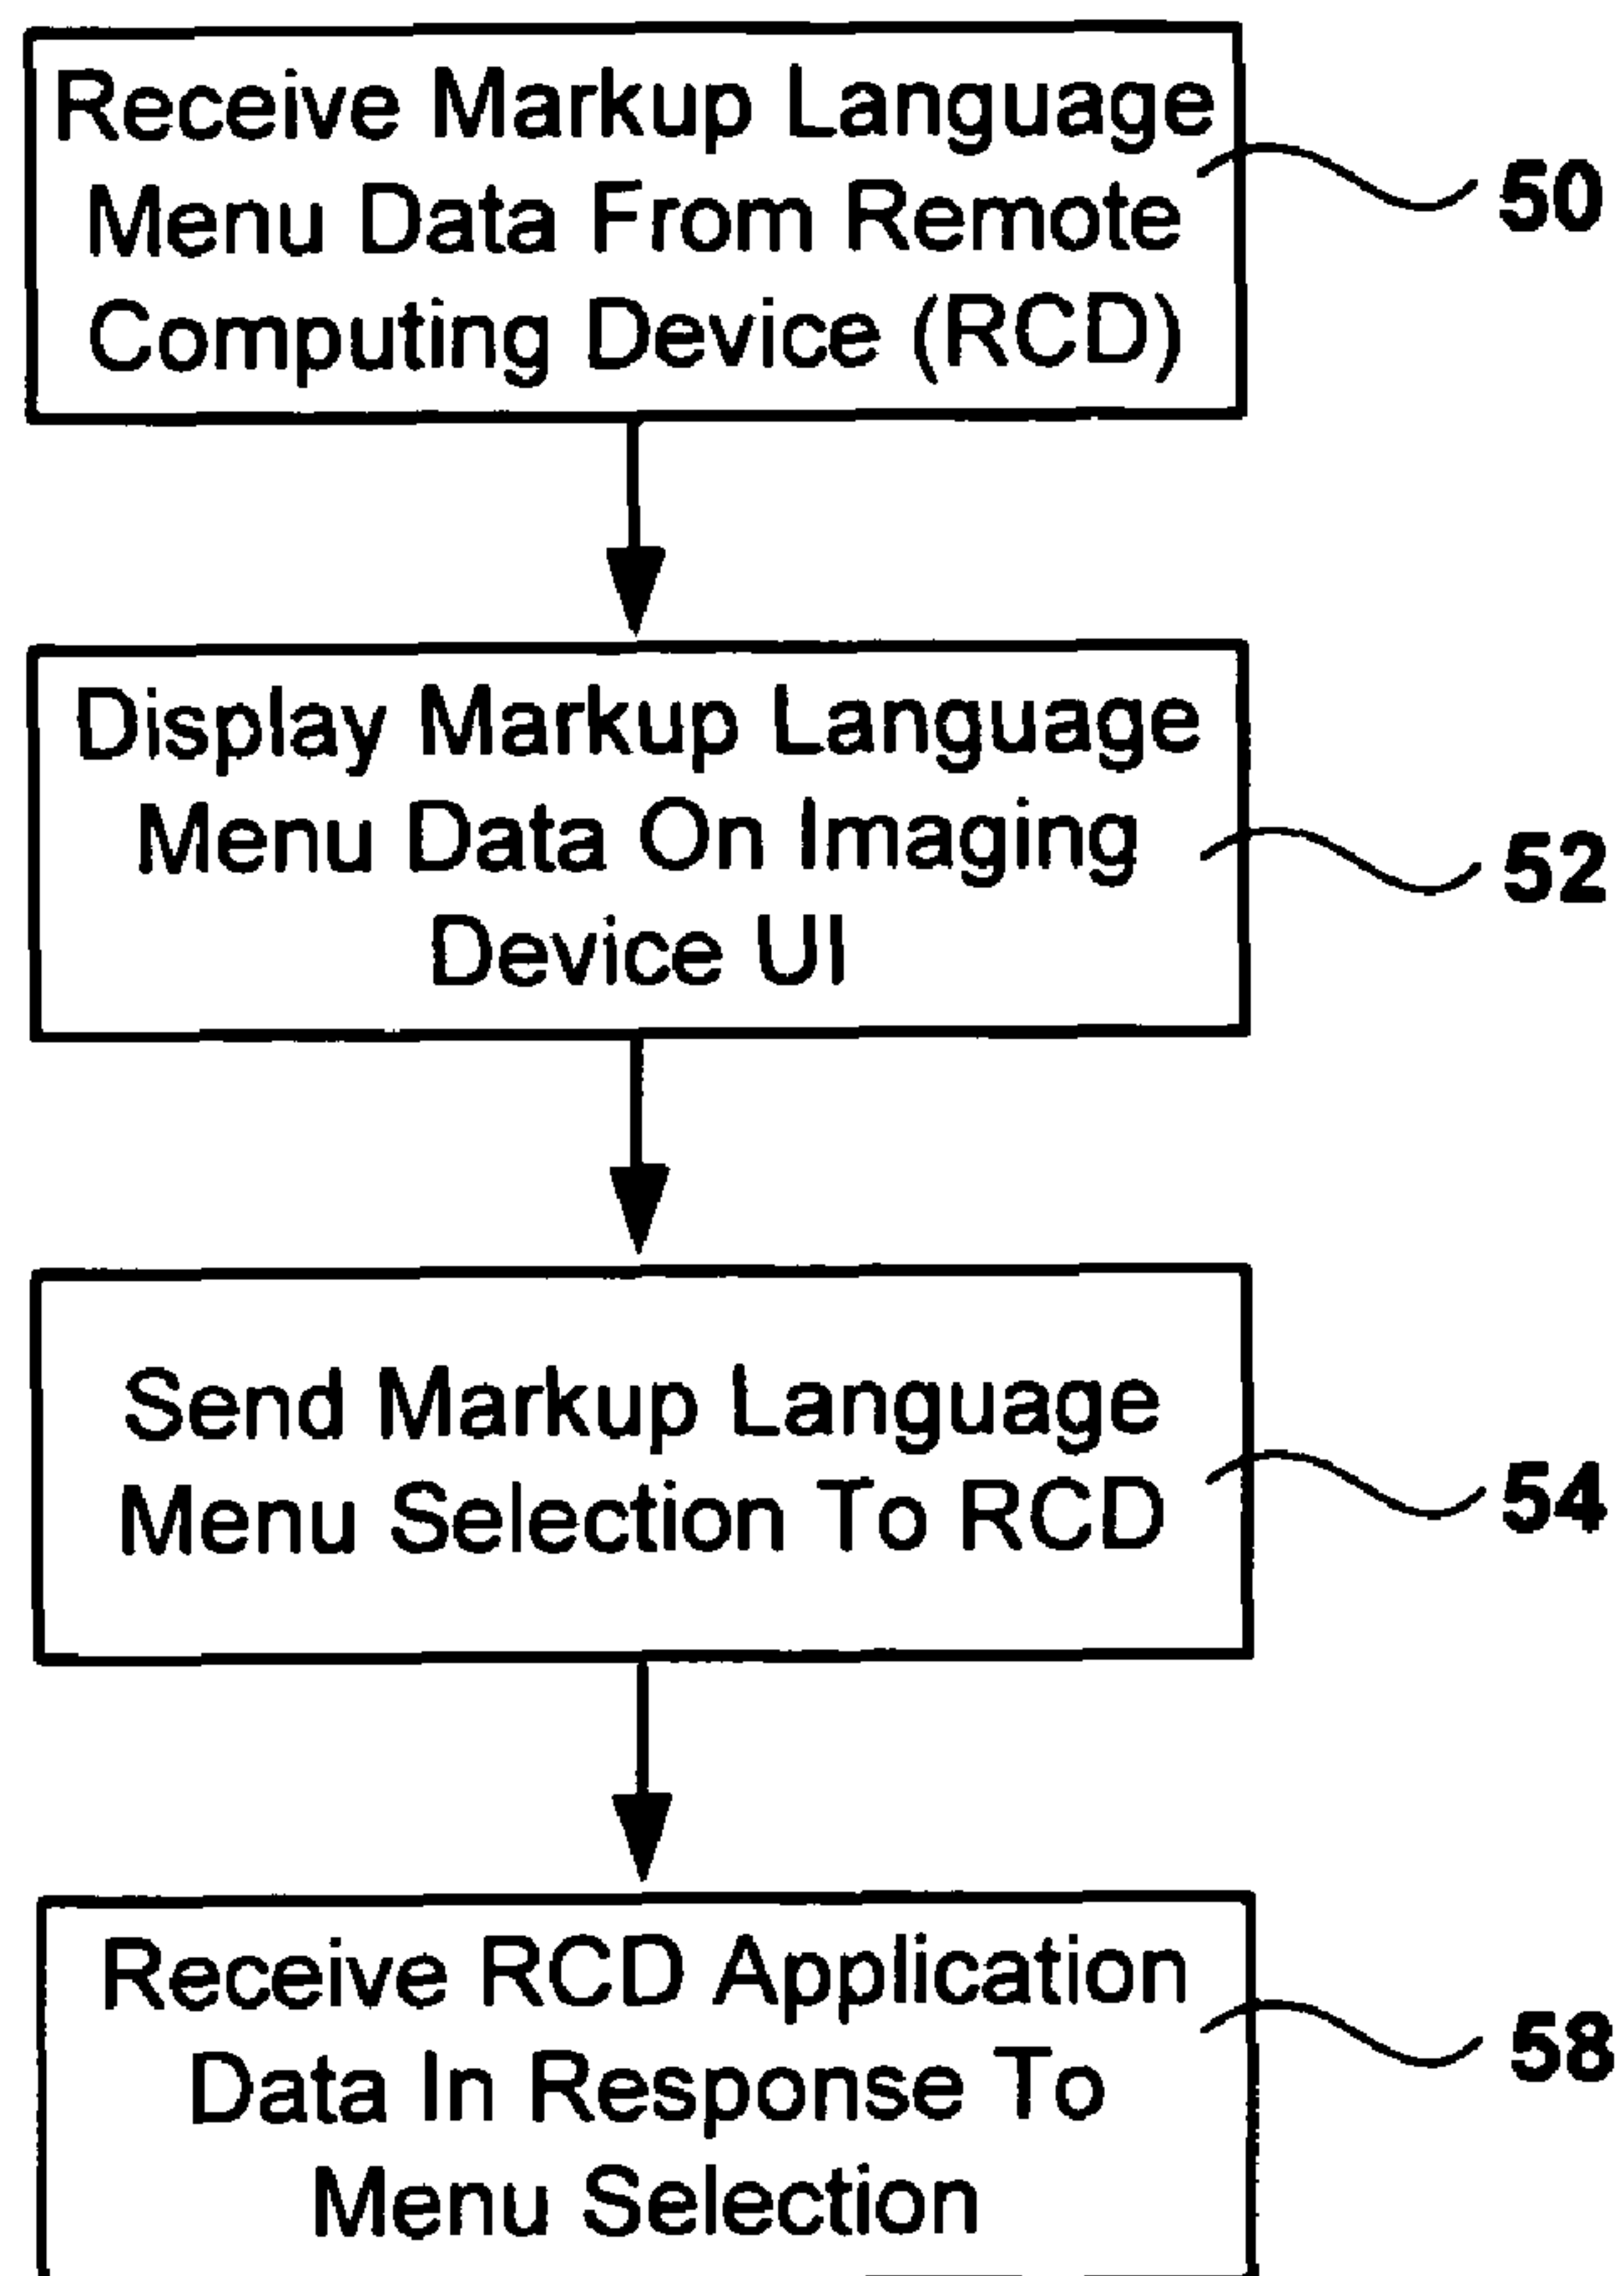 Receive Markup Language
Menu Data From Remote
Computing Device (RCD)
50
Display Markup Language
Menu Data On Imaging
Device UI
52
Send Markup Language
Menu Selection To RCD
54
Receive RCD Application
Data In Response To
Menu Selection
58